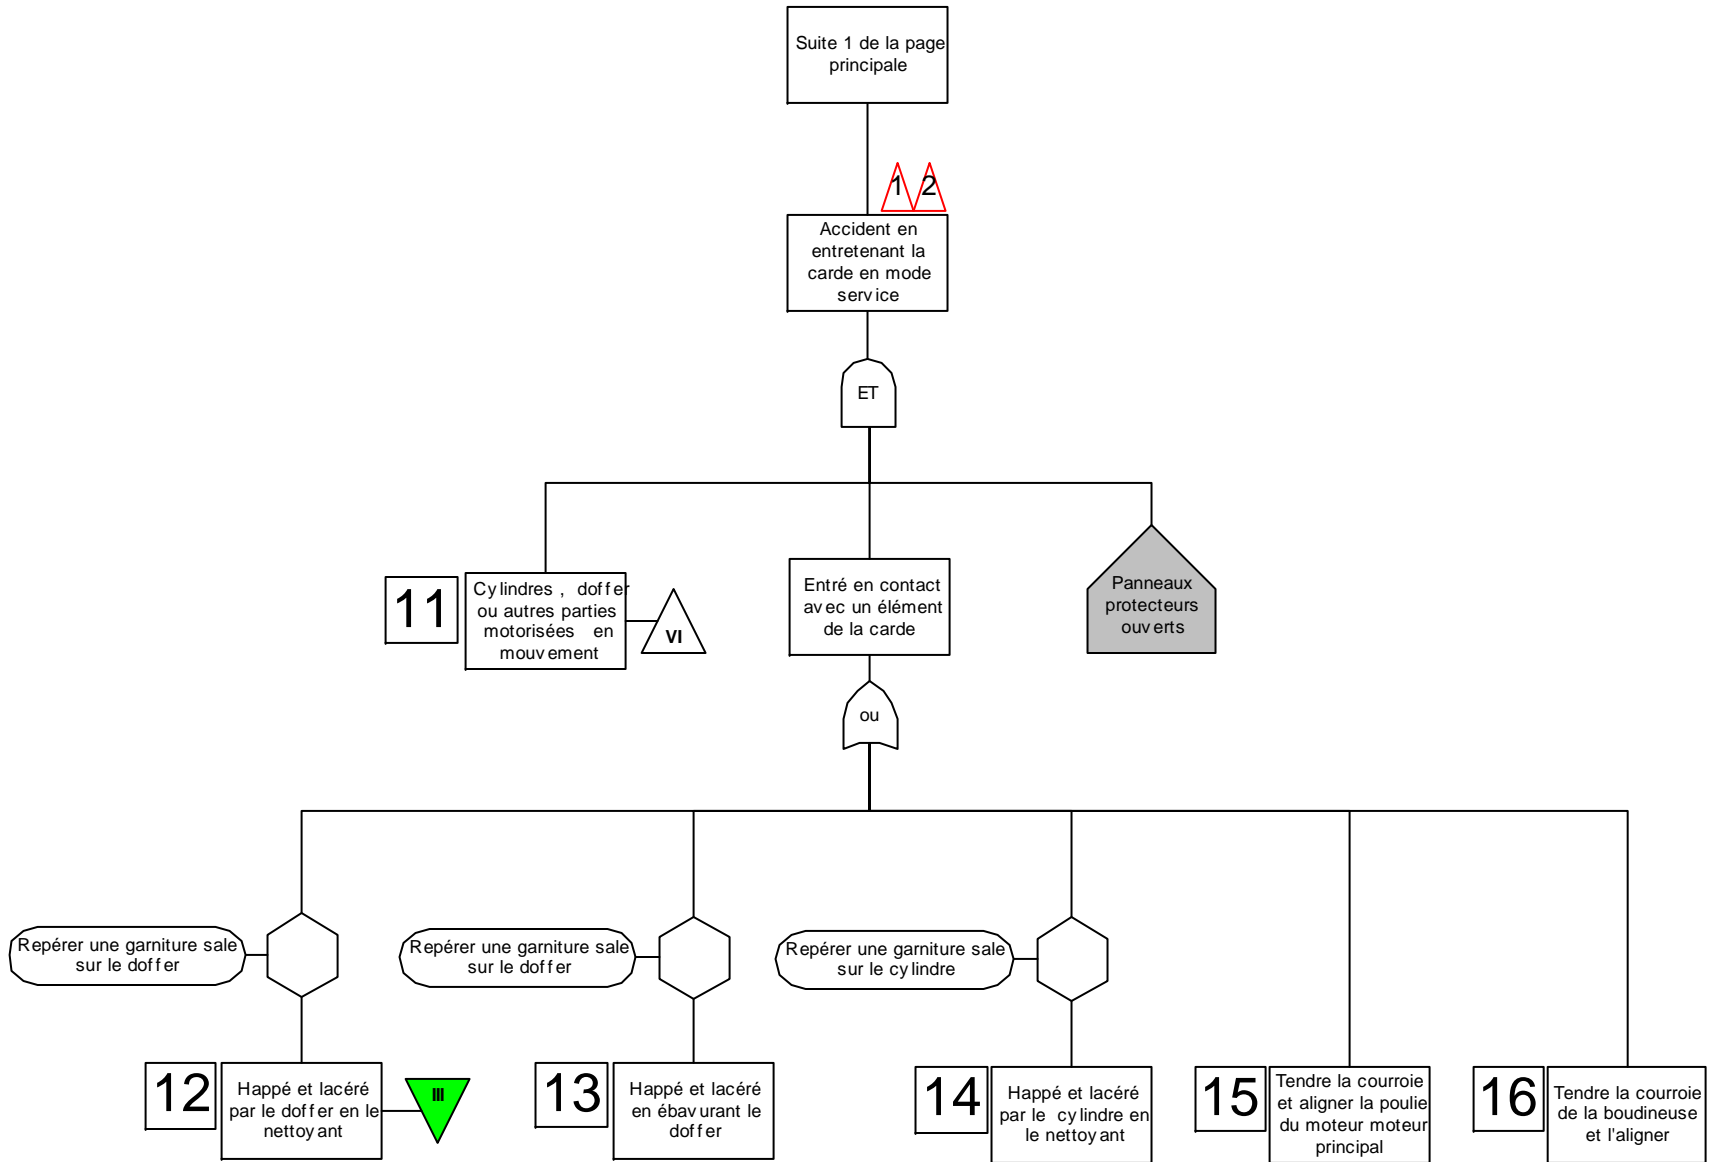 Suite 1 de la page
principale
1 2
Accident en
entretenant la
carde en mode
service
ET
11
Cylindres , doffer
ou autres parties
motorisées en
mouvement
VI
Entré en contact
avec un élément
de la carde
Panneaux
protecteurs
ouverts
ou
Repérer une garniture sale
sur le doffer
Repérer une garniture sale
sur le doffer
Repérer une garniture sale
sur le cylindre
12
Happé et lacéré
par le doffer en le
nettoyant
III
13
Happé et lacéré
en ébavurant le
doffer
14
Happé et lacéré
par le cylindre en
le nettoyant
15
Tendre la courroie
et aligner la poulie
du moteur moteur
principal
16
Tendre la courroie
de la boudineuse
et l'aligner